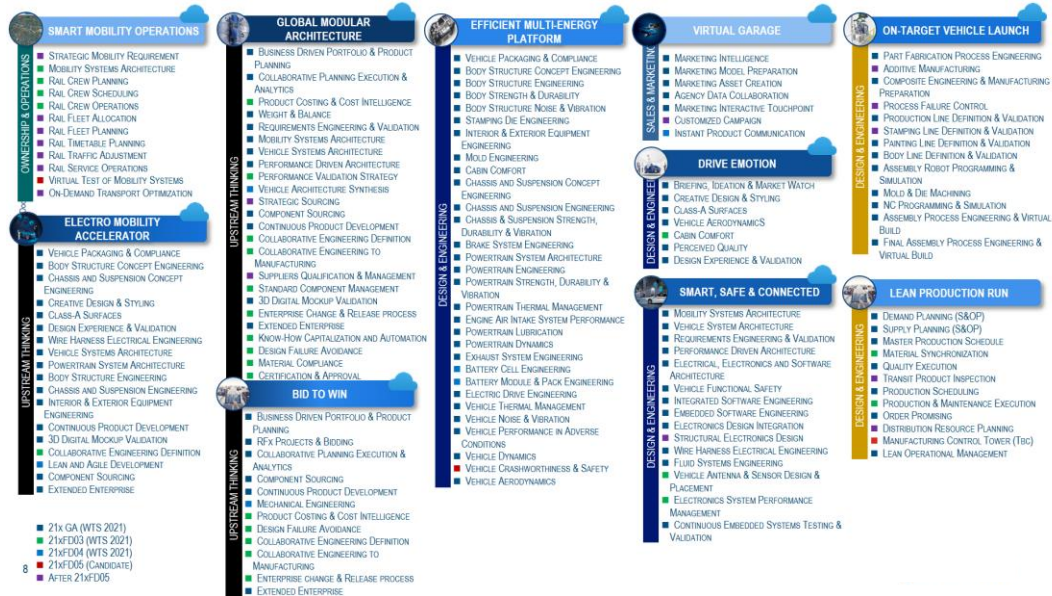 SMART MOBILITY OPERATIONS
OWNERSHIP & OPERATIONS
STRATEGIC MOBILITY REQUIREMENT
MOBILITY SYSTEMS ARCHITECTURE
RAIL CREW PLANNING
RAIL CREW SCHEDULING
RAIL CREW OPERATIONS
RAIL FLEET ALLOCATION
RAIL FLEET PLANNING
RAIL TIMETABLE PLANNING
RAIL TRAFFIC ADJUSTMENT
RAIL SERVICE OPERATIONS
VIRTUAL TEST OF MOBILITY SYSTEMS
ON-DEMAND TRANSPORT OPTIMIZATION
ELECTRO MOBILITY
ACCELERATOR
UPSTREAM THINKING
VEHICLE PACKAGING & COMPLIANCE
BODY STRUCTURE CONCEPT ENGINEERING
CHASSIS AND SUSPENSION CONCEPT
ENGINEERING
CREATIVE DESIGN & STYLING
CLASS-A SURFACES
DESIGN EXPERIENCE & VALIDATION
WIRE HARNESS ELECTRICAL ENGINEERING
VEHICLE SYSTEMS ARCHITECTURE
POWERTRAIN SYSTEM ARCHITECTURE
BODY STRUCTURE ENGINEERING
CHASSIS AND SUSPENSION ENGINEERING
INTERIOR & EXTERIOR EQUIPMENT
ENGINEERING
CONTINUOUS PRODUCT DEVELOPMENT
3D DIGITAL MOCKUP VALIDATION
COLLABORATIVE ENGINEERING DEFINITION
LEAN AND AGILE DEVELOPMENT
COMPONENT SOURCING
EXTENDED ENTERPRISE
21X GA (WTS 2021)
21XFD03 (WTS 2021)
21XFD04 (WTS 2021)
21XFD05 (CANDIDATE)
AFTER 21XFD05
8
GLOBAL MODULAR
ARCHITECTURE
UPSTREAM THINKING
BUSINESS DRIVEN PORTFOLIO & PRODUCT
PLANNING
COLLABORATIVE PLANNING EXECUTION &
ANALYTICS
PRODUCT COSTING & COST INTELLIGENCE
WEIGHT & BALANCE
REQUIREMENTS ENGINEERING & VALIDATION
MOBILITY SYSTEMS ARCHITECTURE
VEHICLE SYSTEMS ARCHITECTURE
PERFORMANCE DRIVEN ARCHITECTURE
PERFORMANCE VALIDATION STRATEGY
VEHICLE ARCHITECTURE SYNTHESIS
STRATEGIC SOURCING
COMPONENT SOURCING
CONTINUOUS PRODUCT DEVELOPMENT
COLLABORATIVE ENGINEERING DEFINITION
COLLABORATIVE ENGINEERING TO
MANUFACTURING
SUPPLIERS QUALIFICATION & MANAGEMENT
STANDARD COMPONENT MANAGEMENT
3D DIGITAL MOCKUP VALIDATION
ENTERPRISE CHANGE & RELEASE PROCESS
EXTENDED ENTERPRISE
KNOW-HOW CAPITALIZATION AND AUTOMATION
DESIGN FAILURE AVOIDANCE
MATERIAL COMPLIANCE
CERTIFICATION & APPROVAL
BID TO WIN
UPSTREAM THINKING
BUSINESS DRIVEN PORTFOLIO & PRODUCT
PLANNING
RFX PROJECTS & BIDDING
COLLABORATIVE PLANNING EXECUTION &
ANALYTICS
COMPONENT SOURCING
CONTINUOUS PRODUCT DEVELOPMENT
MECHANICAL ENGINEERING
PRODUCT COSTING & COST INTELLIGENCE
DESIGN FAILURE AVOIDANCE
COLLABORATIVE ENGINEERING DEFINITION
COLLABORATIVE ENGINEERING TO
MANUFACTURING
ENTERPRISE CHANGE & RELEASE PROCESS
EXTENDED ENTERPRISE
EFFICIENT MULTI-ENERGY
PLATFORM
DESIGN & ENGINEERING
VEHICLE PACKAGING & COMPLIANCE
BODY STRUCTURE CONCEPT ENGINEERING
BODY STRUCTURE ENGINEERING
BODY STRENGTH & DURABILITY
BODY STRUCTURE NOISE & VIBRATION
STAMPING DIE ENGINEERING
INTERIOR & EXTERIOR EQUIPMENT
ENGINEERING
MOLD ENGINEERING
CABIN COMFORT
CHASSIS AND SUSPENSION CONCEPT
ENGINEERING
CHASSIS AND SUSPENSION ENGINEERING
CHASSIS & SUSPENSION STRENGTH,
DURABILITY & VIBRATION
BRAKE SYSTEM ENGINEERING
POWERTRAIN SYSTEM ARCHITECTURE
POWERTRAIN ENGINEERING
POWERTRAIN STRENGTH, DURABILITY &
VIBRATION
POWERTRAIN THERMAL MANAGEMENT
ENGINE AIR INTAKE SYSTEM PERFORMANCE
POWERTRAIN LUBRICATION
POWERTRAIN DYNAMICS
EXHAUST SYSTEM ENGINEERING
BATTERY CELL ENGINEERING
BATTERY MODULE & PACK ENGINEERING
ELECTRIC DRIVE ENGINEERING
VEHICLE THERMAL MANAGEMENT
VEHICLE NOISE & VIBRATION
VEHICLE PERFORMANCE IN ADVERSE
CONDITIONS
VEHICLE DYNAMICS
VEHICLE CRASHWORTHINESS & SAFETY
VEHICLE AERODYNAMICS
VIRTUAL GARAGE
SALES & MARKETING
MARKETING INTELLIGENCE
MARKETING MODEL PREPARATION
MARKETING ASSET CREATION
AGENCY DATA COLLABORATION
MARKETING INTERACTIVE TOUCHPOINT
CUSTOMIZED CAMPAIGN
INSTANT PRODUCT COMMUNICATION
DRIVE EMOTION
DESIGN & ENGINEER
BRIEFING, IDEATION & MARKET WATCH
CREATIVE DESIGN & STYLING
CLASS-A SURFACES
VEHICLE AERODYNAMICS
CABIN COMFORT
PERCEIVED QUALITY
DESIGN EXPERIENCE & VALIDATION
SMART, SAFE & CONNECTED
DESIGN & ENGINEERING
MOBILITY SYSTEMS ARCHITECTURE
VEHICLE SYSTEM ARCHITECTURE
REQUIREMENTS ENGINEERING & VALIDATION
PERFORMANCE DRIVEN ARCHITECTURE
ELECTRICAL, ELECTRONICS AND SOFTWARE
ARCHITECTURE
VEHICLE FUNCTIONAL SAFETY
INTEGRATED SOFTWARE ENGINEERING
EMBEDDED SOFTWARE ENGINEERING
ELECTRONICS DESIGN INTEGRATION
STRUCTURAL ELECTRONICS DESIGN
WIRE HARNESS ELECTRICAL ENGINEERING
FLUID SYSTEMS ENGINEERING
VEHICLE ANTENNA & SENSOR DESIGN &
PLACEMENT
ELECTRONICS SYSTEM PERFORMANCE
MANAGEMENT
CONTINUOUS EMBEDDED SYSTEMS TESTING &
VALIDATION
ON-TARGET VEHICLE LAUNCH
DESIGN & ENGINEERING
PART FABRICATION PROCESS ENGINEERING
ADDITIVE MANUFACTURING
COMPOSITE ENGINEERING & MANUFACTURING
PREPARATION
PROCESS FAILURE CONTROL
PRODUCTION LINE DEFINITION & VALIDATION
STAMPING LINE DEFINITION & VALIDATION
PAINTING LINE DEFINITION & VALIDATION
BODY LINE DEFINITION & VALIDATION
ASSEMBLY ROBOT PROGRAMMING &
SIMULATION
MOLD & DIE MACHINING
NC PROGRAMMING & SIMULATION
ASSEMBLY PROCESS ENGINEERING & VIRTUAL
BUILD
FINAL ASSEMBLY PROCESS ENGINEERING &
VIRTUAL BUILD
LEAN PRODUCTION RUN
DESIGN & ENGINEERING
DEMAND PLANNING (S&OP)
SUPPLY PLANNING (S&OP)
MASTER PRODUCTION SCHEDULE
MATERIAL SYNCHRONIZATION
QUALITY EXECUTION
TRANSIT PRODUCT INSPECTION
PRODUCTION SCHEDULING
PRODUCTION & MAINTENANCE EXECUTION
ORDER PROMISING
DISTRIBUTION RESOURCE PLANNING
MANUFACTURING CONTROL TOWER (TBC)
LEAN OPERATIONAL MANAGEMENT